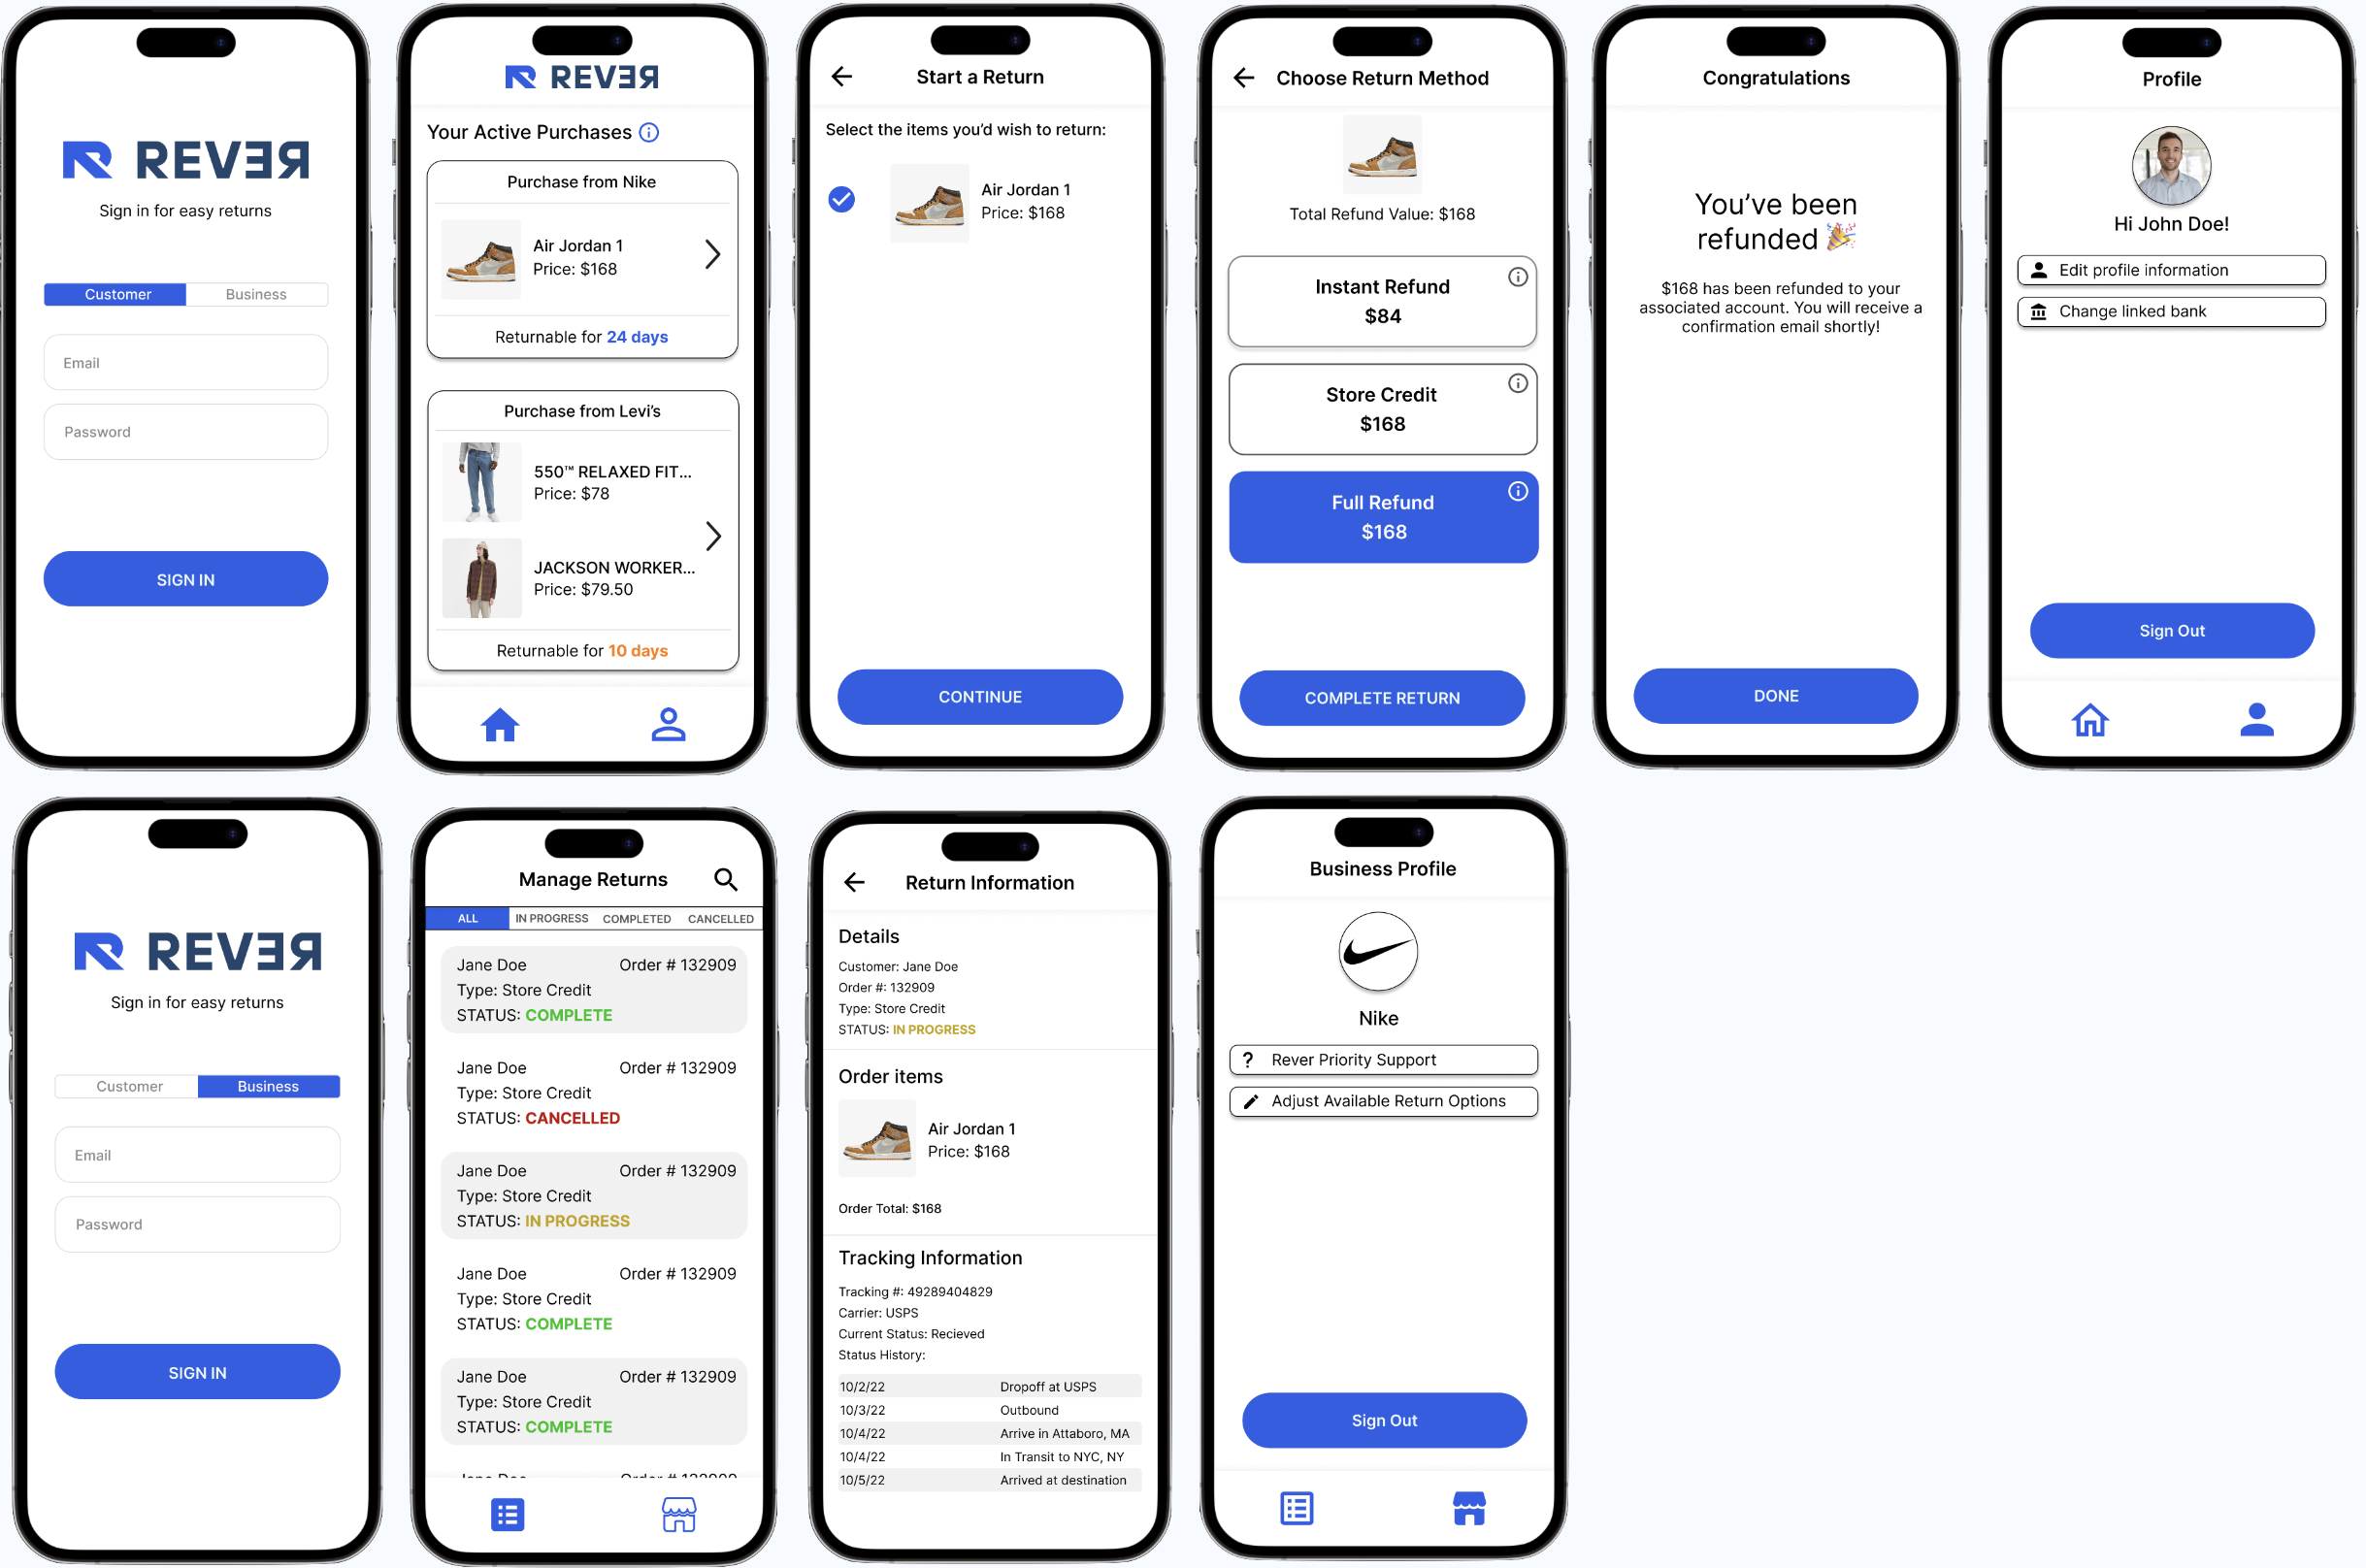 REVER
Sign in for easy returns
Customer
Business
Email
Password
SIGN IN
REVER
Your Active Purchases
Purchase from Nike
Air Jordan 1
Price: $168
Returnable for 24 days
Purchase from Levi's
550™ RELAXED FIT...
Price: $78
JACKSON WORKER...
Price: $79.50
Returnable for 10 days
Start a Return
Select the items you'd wish to return:
Air Jordan 1
Price: $168
CONTINUE
Choose Return Method
Total Refund Value: $168
Instant Refund
$84
Store Credit
$168
Full Refund
$168
COMPLETE RETURN
Congratulations
You've been
refunded 🎉
$168 has been refunded to your
associated account. You will receive a
confirmation email shortly!
DONE
Profile
Hi John Doe!
Edit profile information
Change linked bank
Sign Out
REVER
Sign in for easy returns
Customer
Business
Email
Password
SIGN IN
Manage Returns
ALL IN PROGRESS COMPLETED CANCELLED
Jane Doe Order # 132909
Type: Store Credit
STATUS: COMPLETE
Jane Doe Order # 132909
Type: Store Credit
STATUS: CANCELLED
Jane Doe Order # 132909
Type: Store Credit
STATUS: IN PROGRESS
Jane Doe Order # 132909
Type: Store Credit
STATUS: COMPLETE
Jane Doe Order # 132909
Type: Store Credit
STATUS: COMPLETE
Jane Doe Order # 132909
Return Information
Details
Customer: Jane Doe
Order #: 132909
Type: Store Credit
STATUS: IN PROGRESS
Order items
Air Jordan 1
Price: $168
Order Total: $168
Tracking Information
Tracking #: 49289404829
Carrier: USPS
Current Status: Recieved
Status History:
10/2/22 Dropoff at USPS
10/3/22 Outbound
10/4/22 Arrive in Attaboro, MA
10/4/22 In Transit to NYC, NY
10/5/22 Arrived at destination
Business Profile
Nike
Rever Priority Support
Adjust Available Return Options
Sign Out